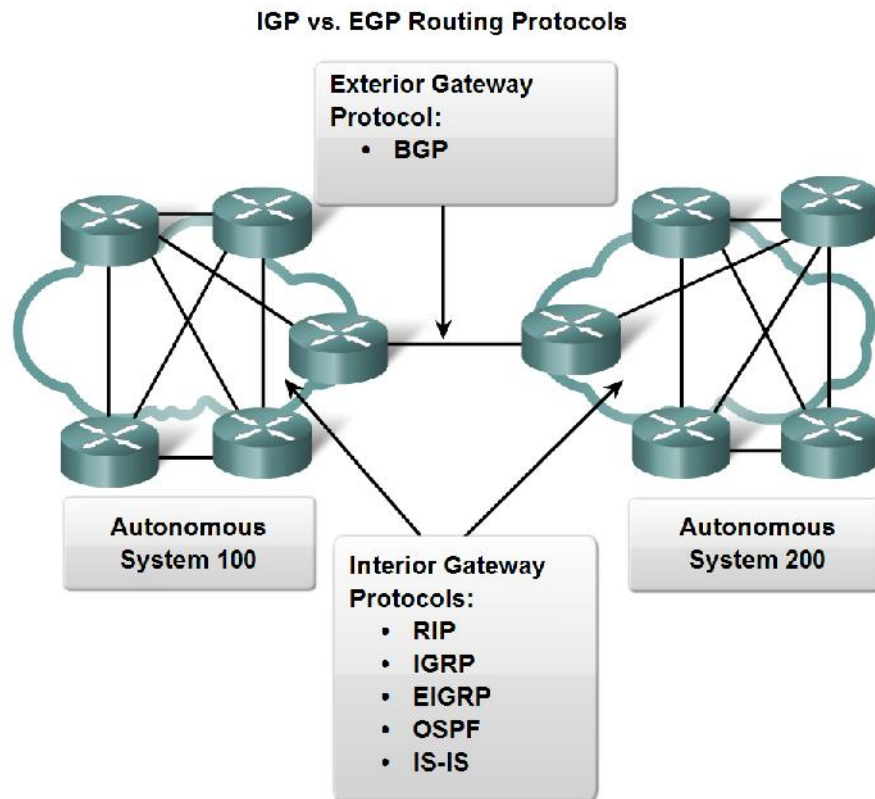 IGP vs. EGP Routing Protocols
Exterior Gateway
Protocol:
• BGP
Autonomous
System 100
Autonomous
System 200
Interior Gateway
Protocols:
• RIP
• IGRP
• EIGRP
• OSPF
• IS-IS